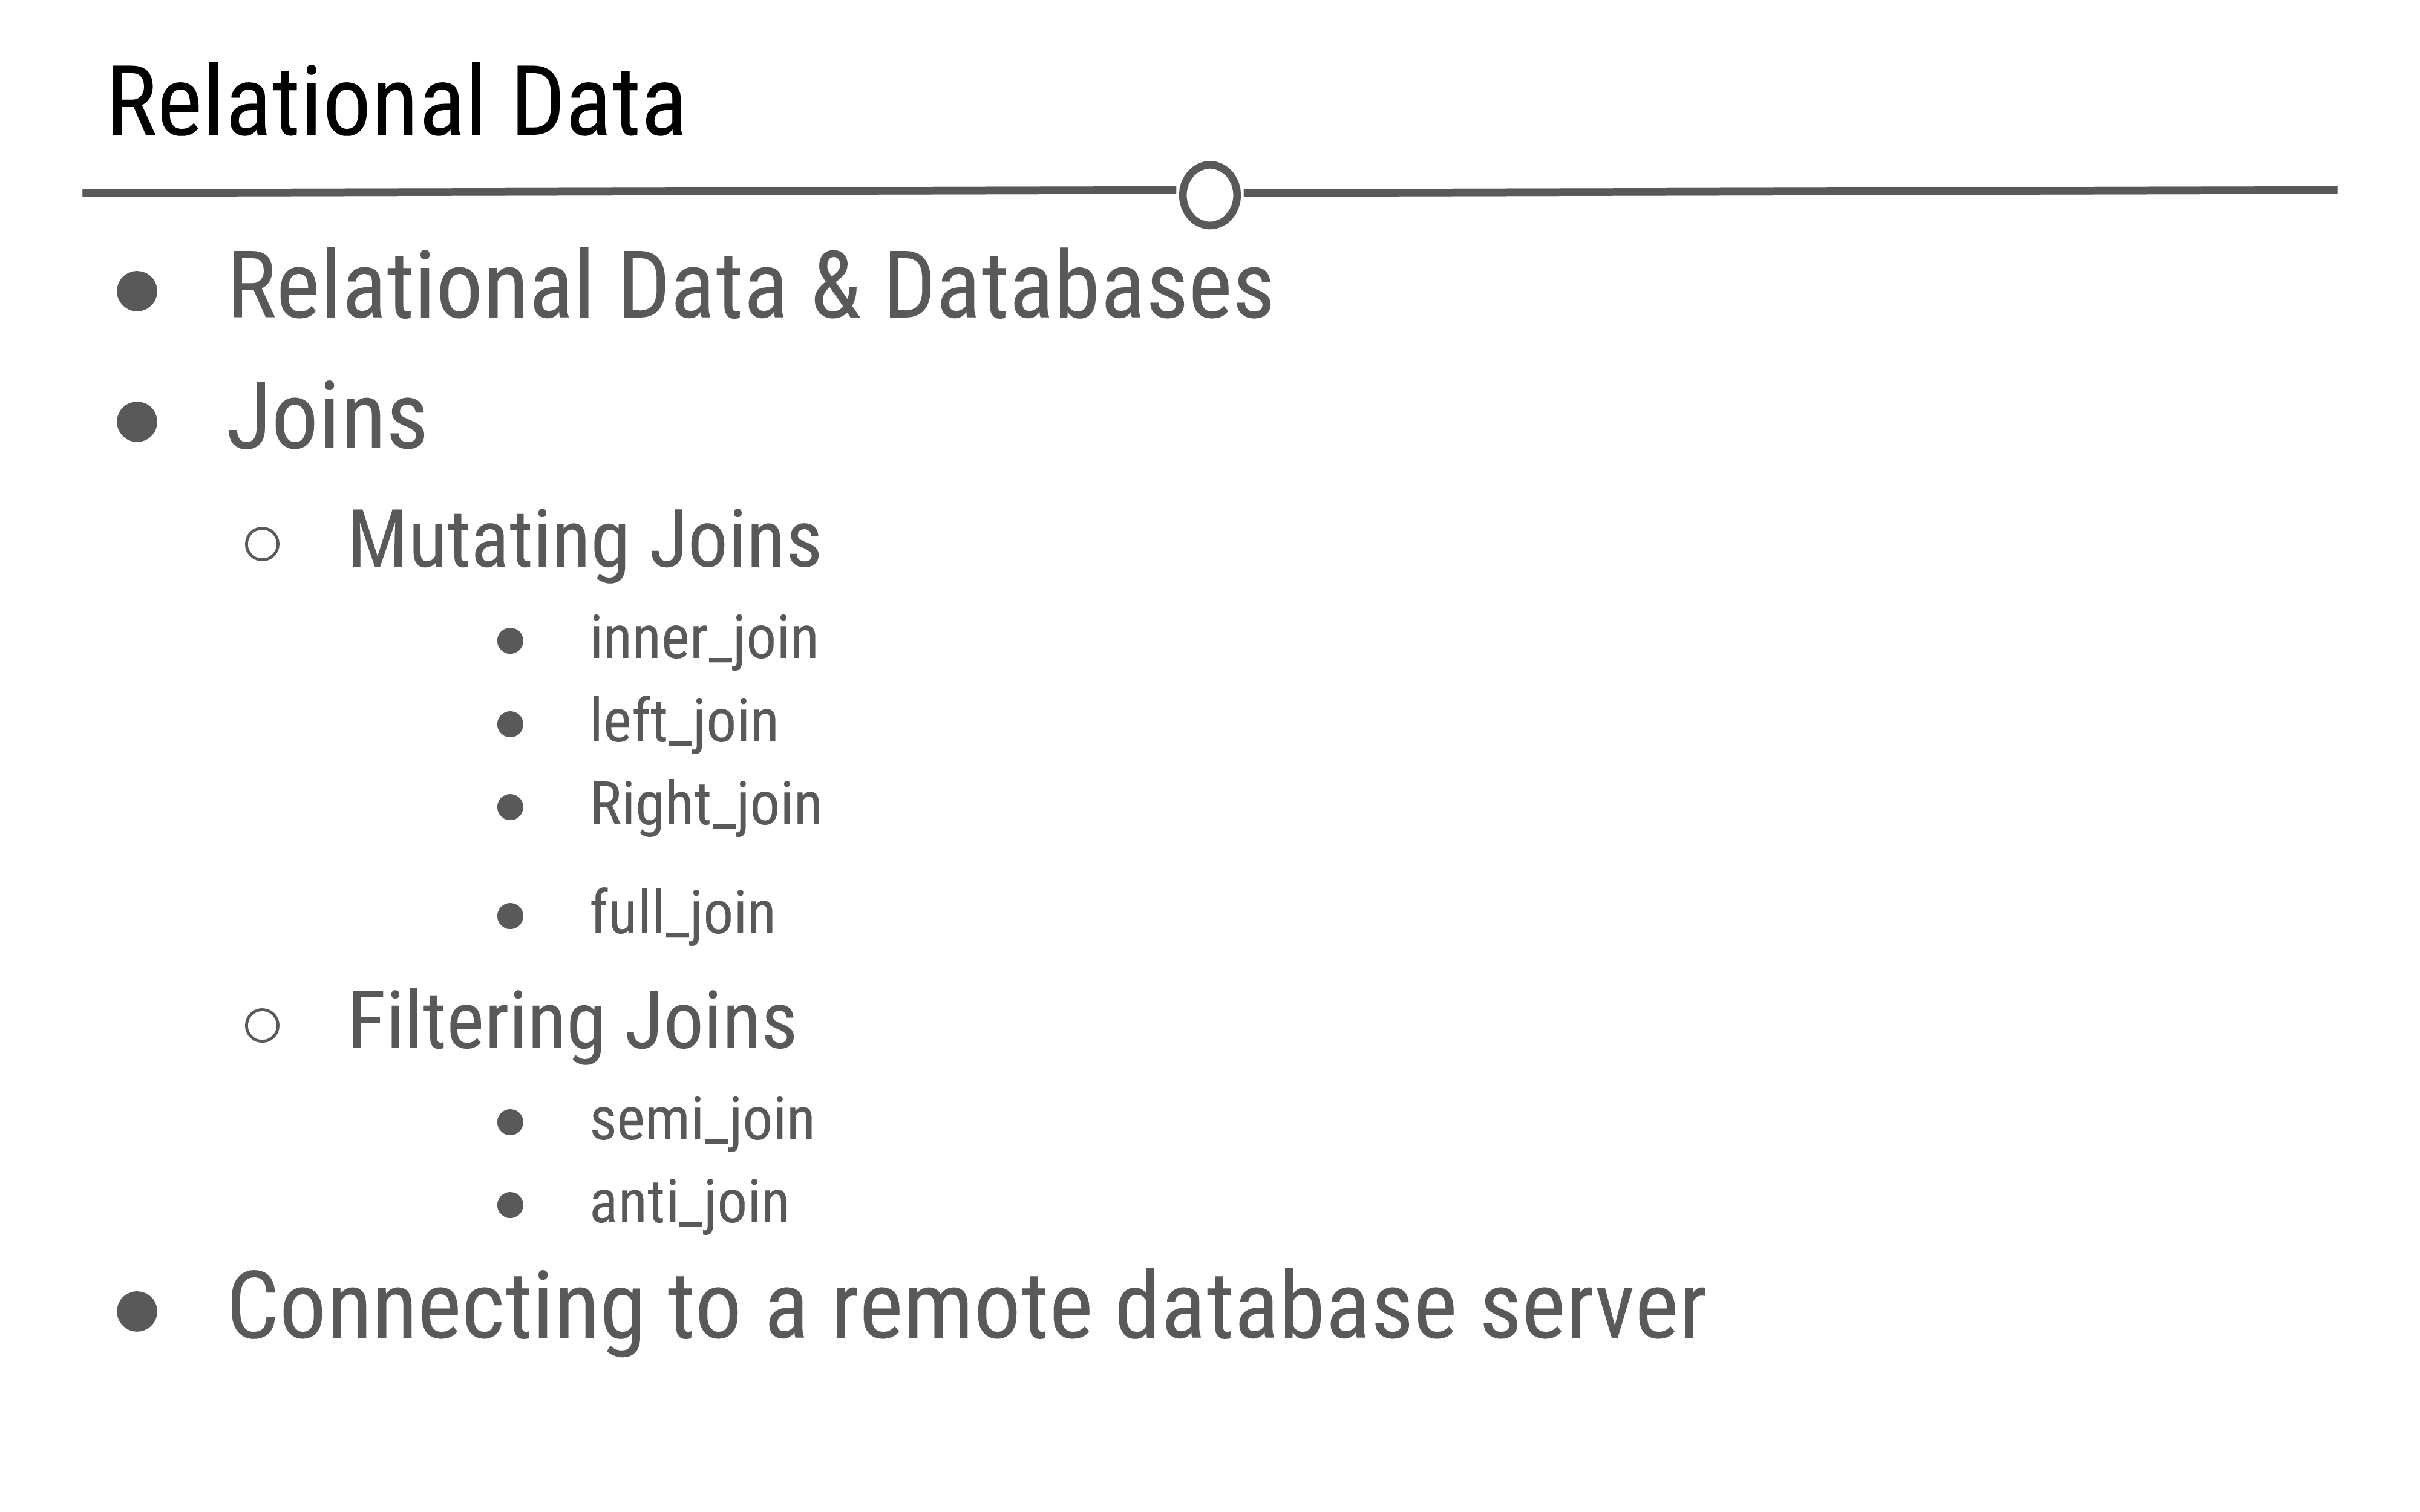 Relational Data
Relational Data & Databases
Joins
Mutating Joins
inner_join
left_join
Right_join
full_join
Filtering Joins
semi_join
anti_join
Connecting to a remote database server